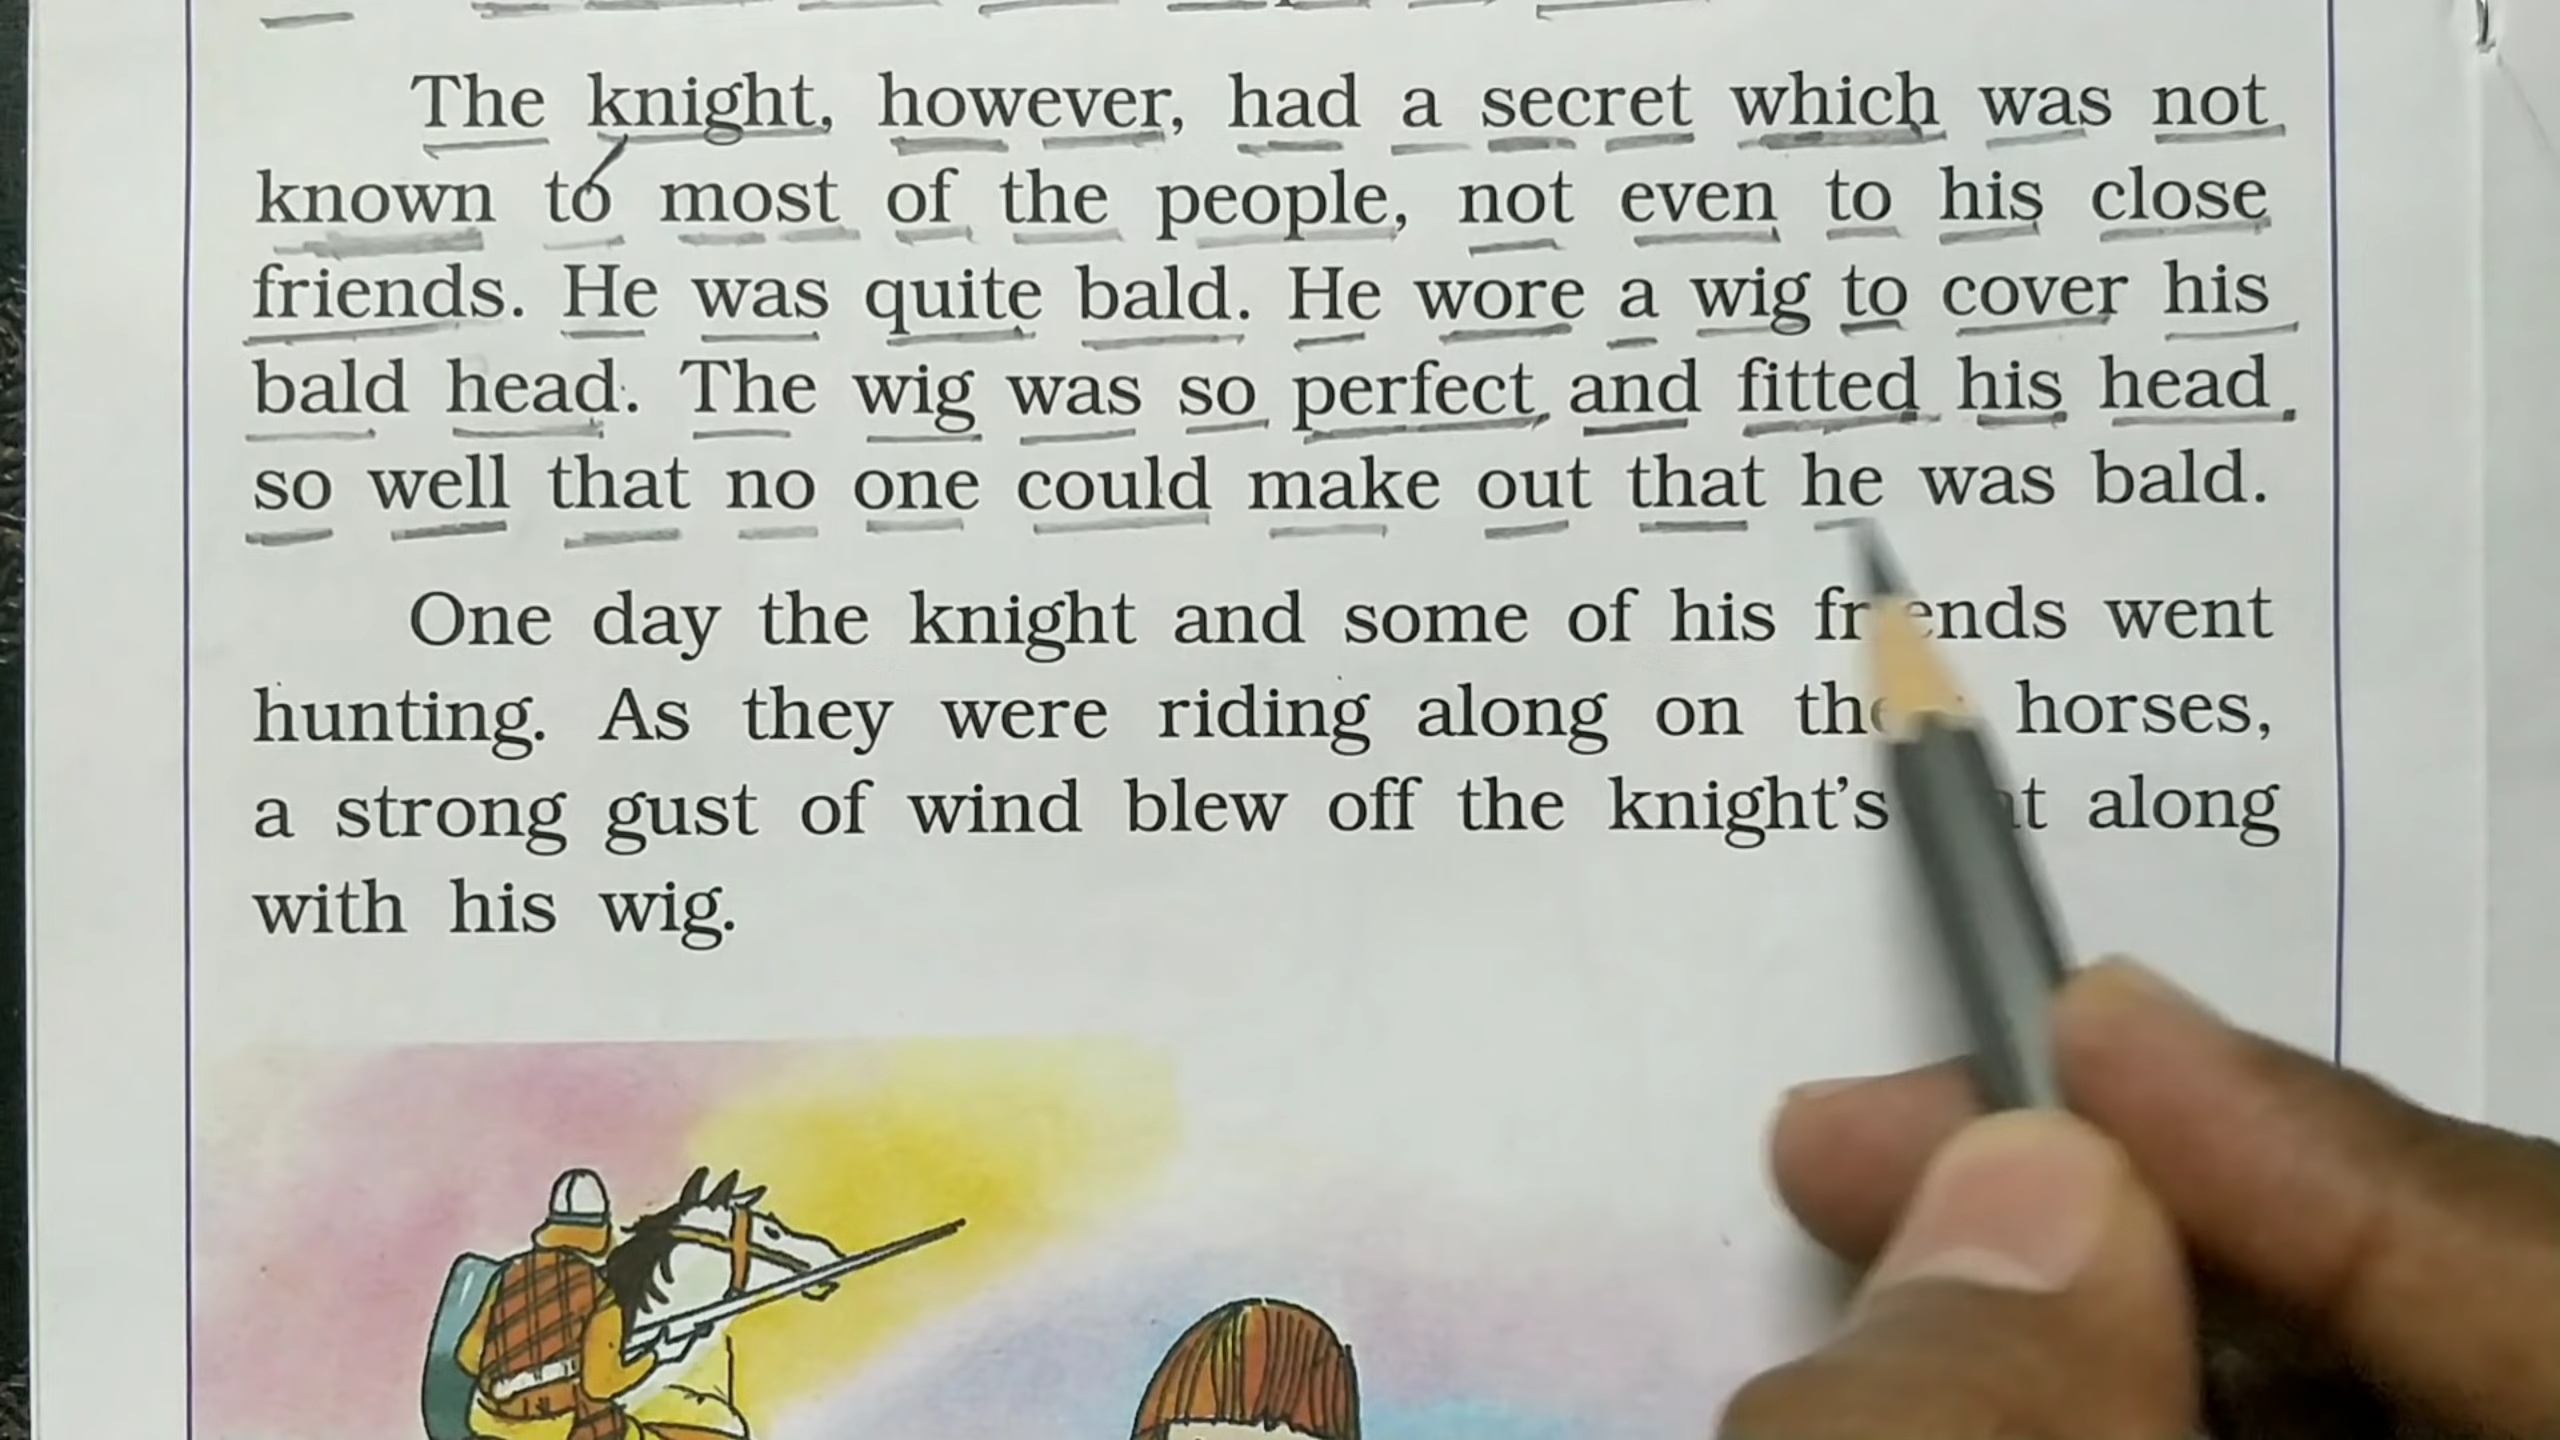 The knight, however, had a secret which was not
known to most of the people, not even to his close
friends. He was quite bald. He wore a wig to cover his
bald head. The wig was so perfect and fitted his head
so well that no one could make out that he was bald.
One day the knight and some of his friends went
hunting. As they were riding along on horses,
a strong gust of wind blew off the knight's along
with his wig.